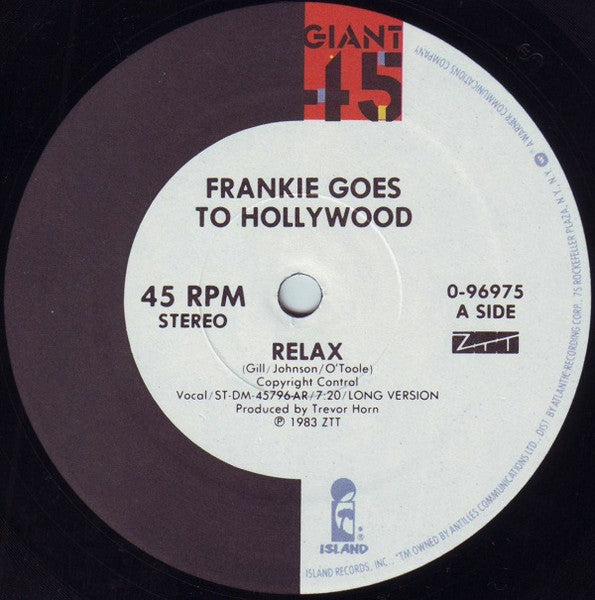 GIANT
45
FRANKIE GOES
TO HOLLYWOOD
45 RPM
STEREO
0-96975
A SIDE
ZTT
RELAX
(Gill/Johnson/O'Toole)
Copyright Control
Vocal/ST-DM-45796-AR/7:20/LONG VERSION
Produced by Trevor Horn
℗ 1983 ZTT
ISLAND®
ISLAND RECORDS, INC., ™ OWNED BY ANTILLES COMMUNICATIONS LTD., DIST. BY ATLANTIC RECORDING CORP., 75 ROCKEFELLER PLAZA, N.Y., N.Y. A WARNER COMMUNICATIONS COMPANY